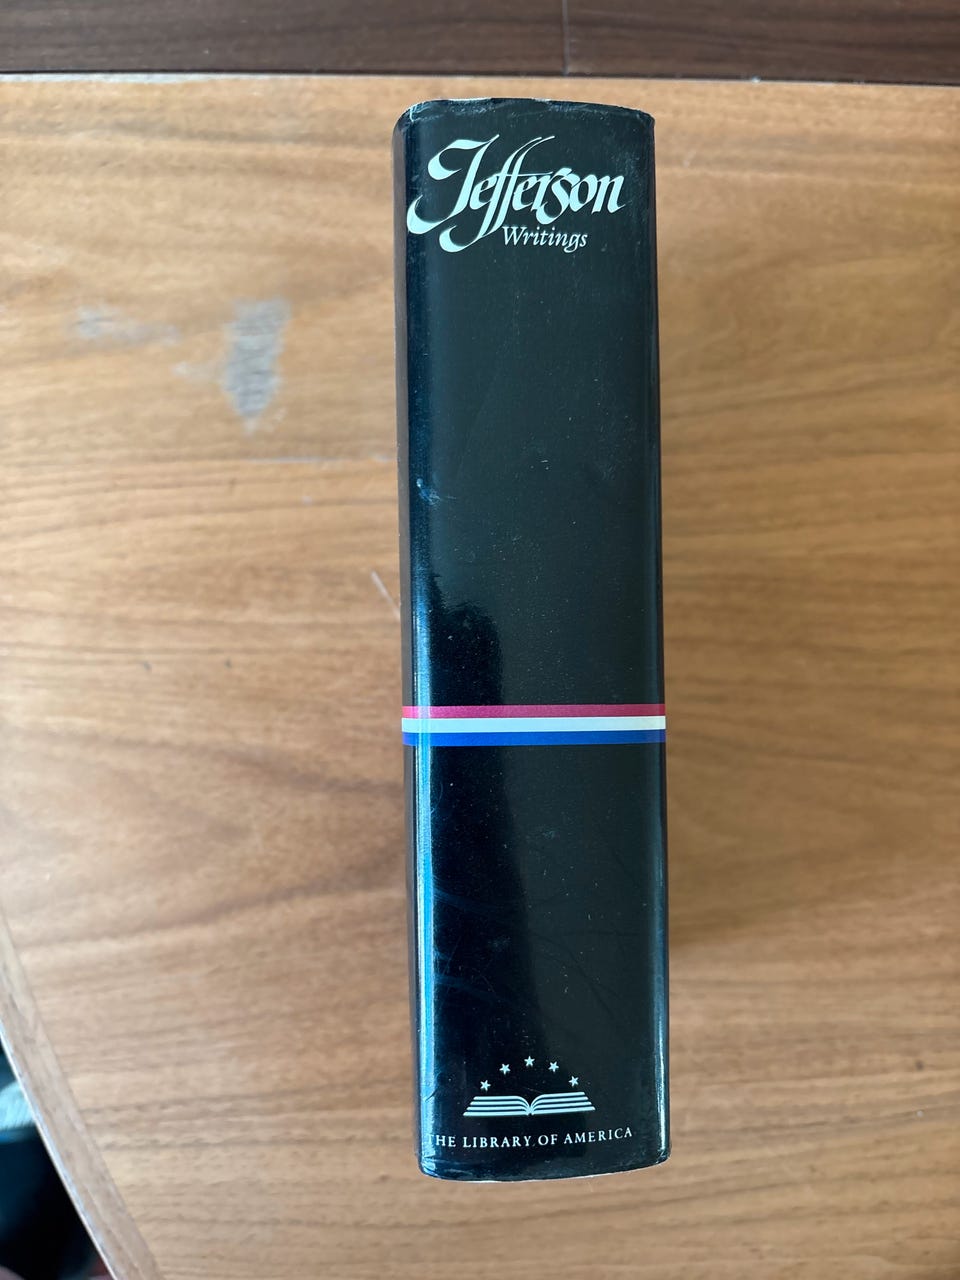 Jefferson
Writings
THE LIBRARY OF AMERICA